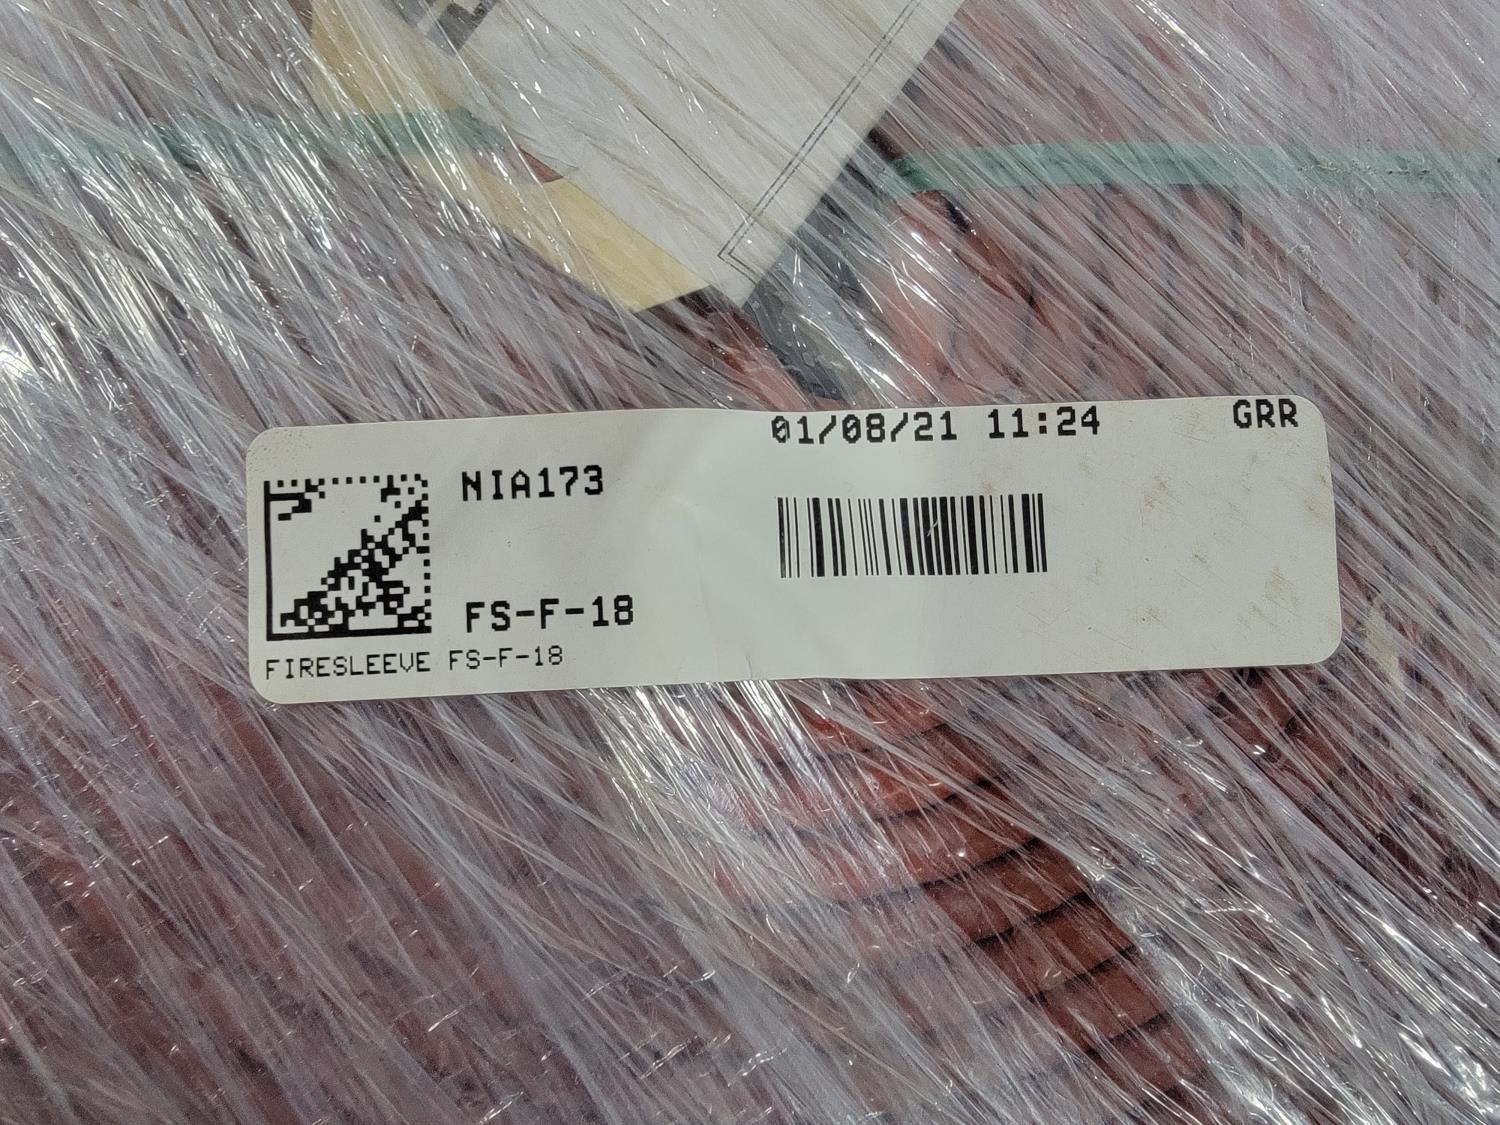 01/08/21 11:24 GRR
NIA173
FS-F-18
FIRESLEEVE FS-F-18